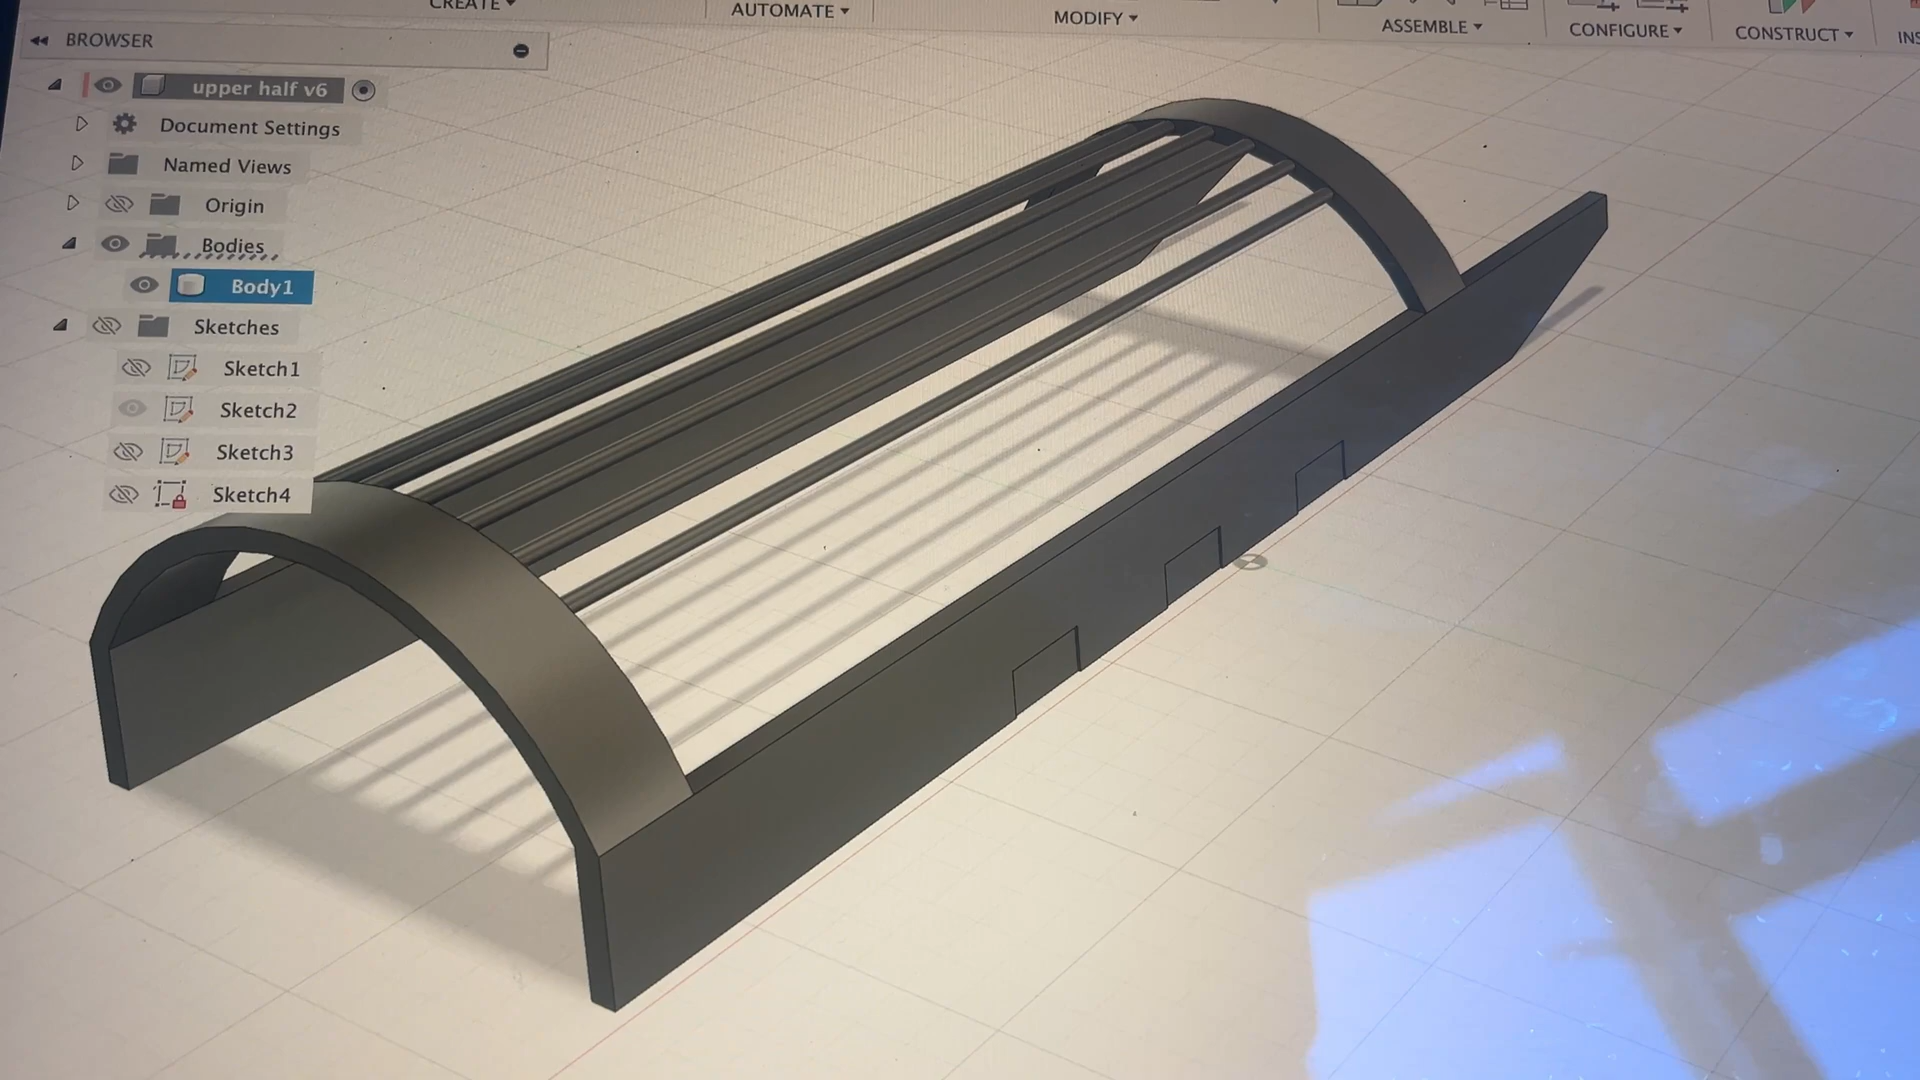 CREATE
AUTOMATE
MODIFY
ASSEMBLE
CONFIGURE
CONSTRUCT
BROWSER
upper half v6
Document Settings
Named Views
Origin
Bodies
Body1
Sketches
Sketch1
Sketch2
Sketch3
Sketch4